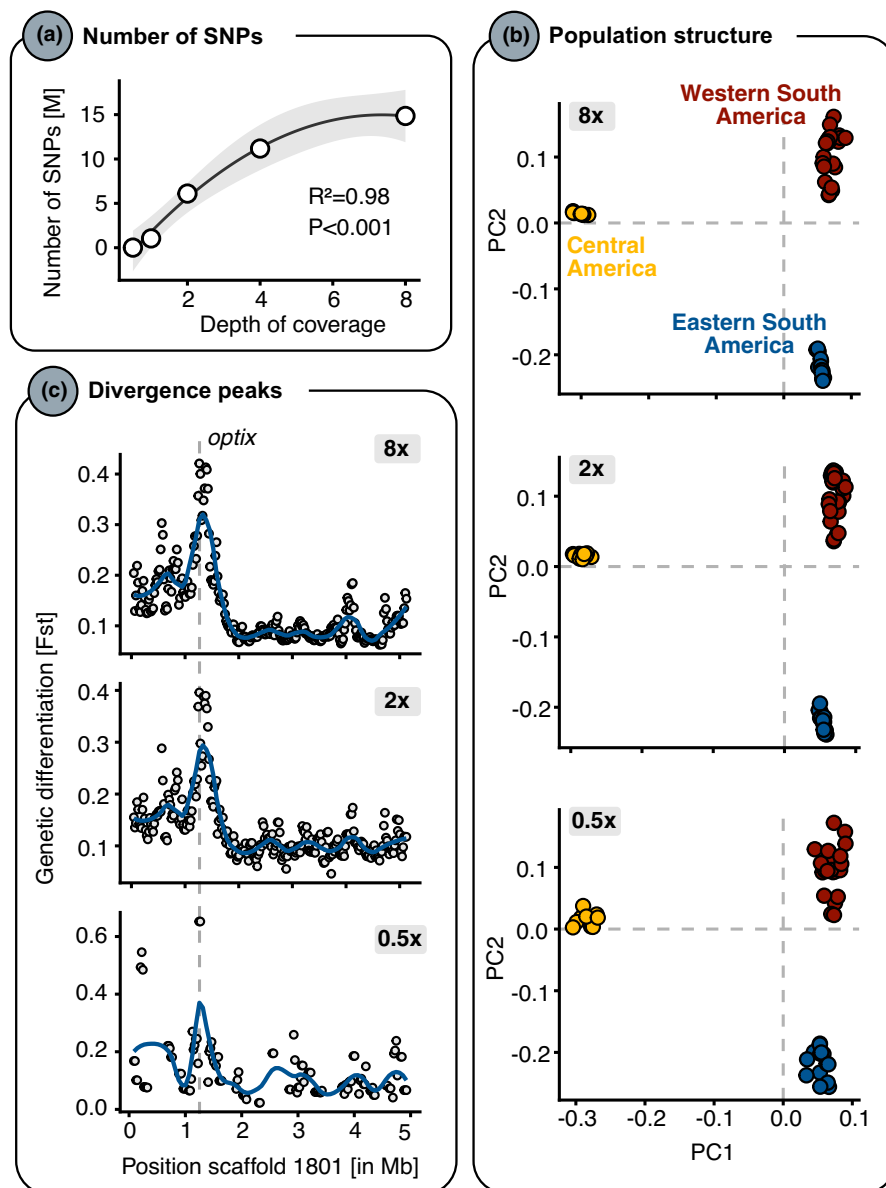 (a) Number of SNPs
Number of SNPs [M]
15
10
5
0
R²=0.98
P<0.001
2
4
6
8
Depth of coverage
(b) Population structure
8x
Western South
America
Central
America
Eastern South
America
PC2
0.1
0.0
-0.1
-0.2
2x
PC2
0.1
0.0
-0.1
-0.2
0.5x
PC2
0.1
0.0
-0.1
-0.2
-0.3
0.0
0.1
PC1
(c) Divergence peaks
optix
8x
0.4
0.3
0.2
0.1
2x
0.4
0.3
0.2
0.1
0.5x
0.6
0.4
0.2
0.0
Genetic differentiation [Fst]
0
1
2
3
4
5
Position scaffold 1801 [in Mb]